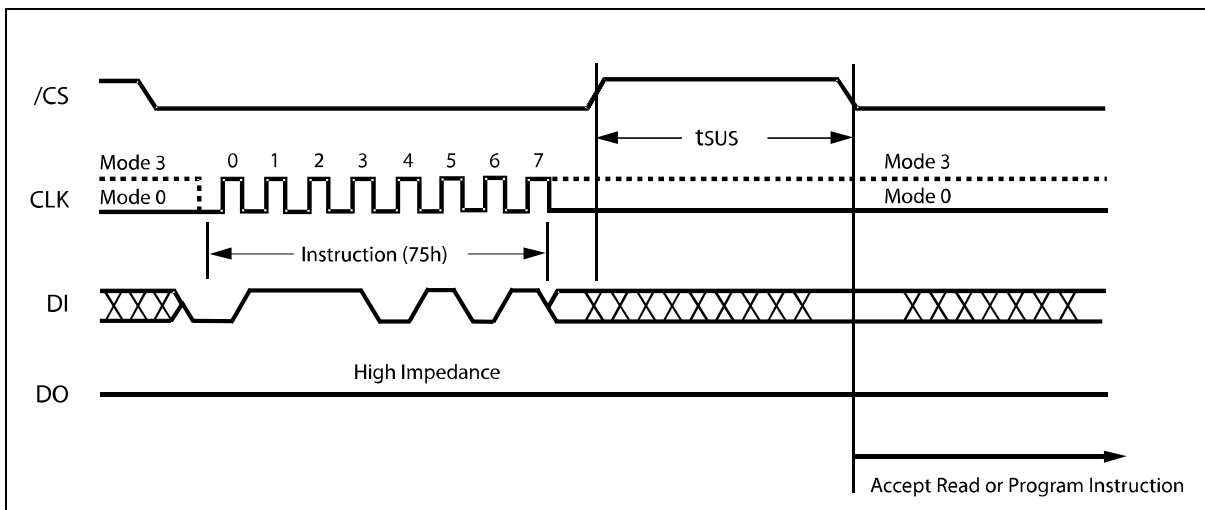 /CS
tSUS
Mode 3 0 1 2 3 4 5 6 7 Mode 3
CLK Mode 0 Mode 0
Instruction (75h)
DI
High Impedance
DO
Accept Read or Program Instruction